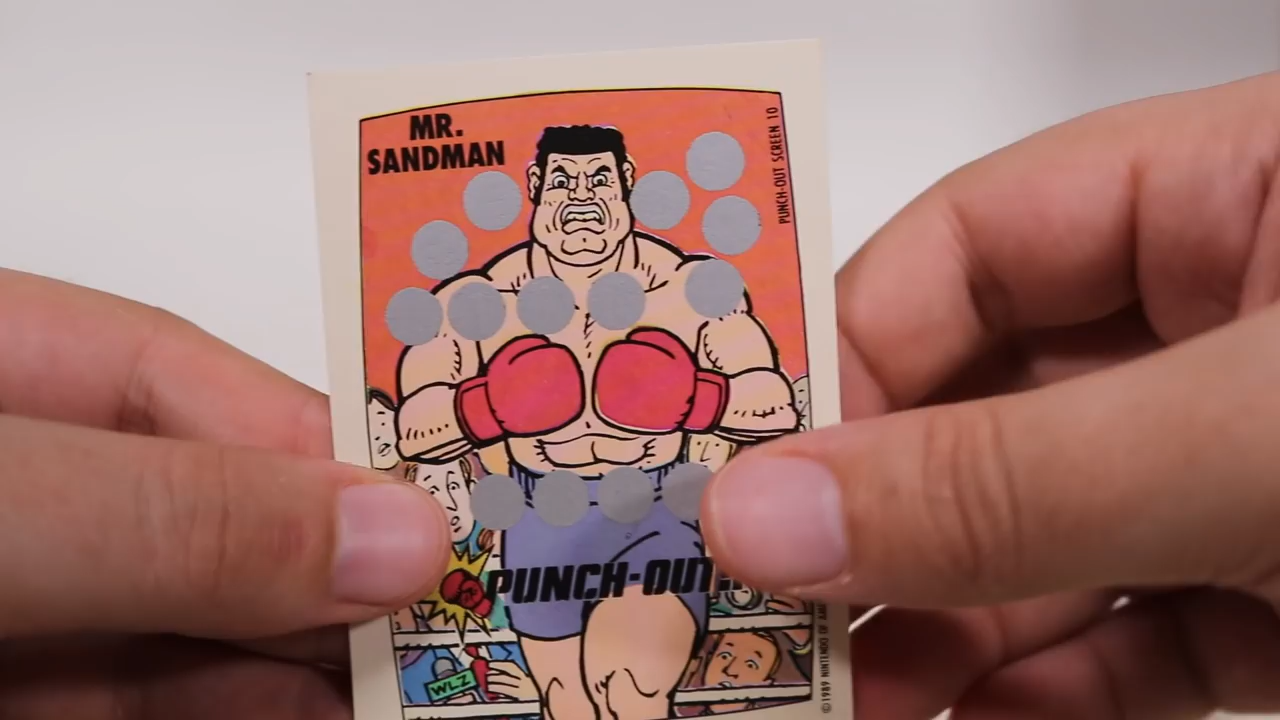 MR.
SANDMAN
PUNCH-OUT SCREEN 10
PUNCH-OUT!!
WLZ
©1989 NINTENDO OF